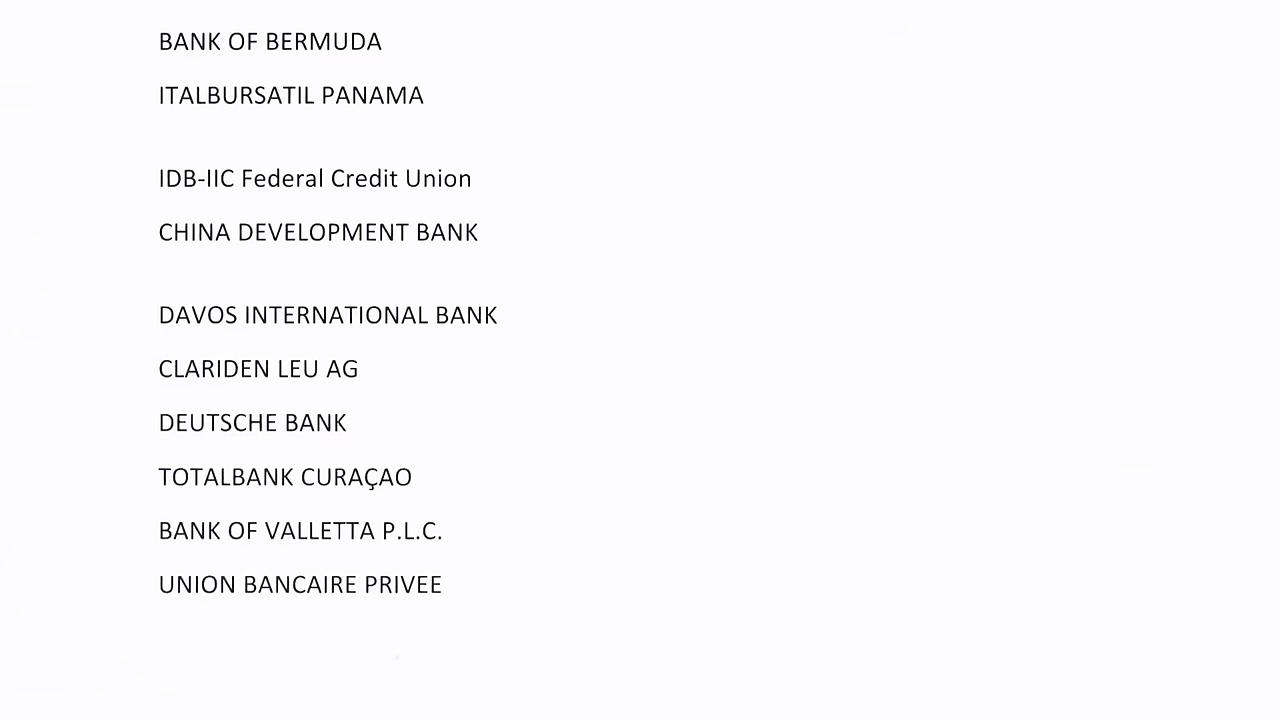 BANK OF BERMUDA
ITALBURSATIL PANAMA
IDB-IIC Federal Credit Union
CHINA DEVELOPMENT BANK
DAVOS INTERNATIONAL BANK
CLARIDEN LEU AG
DEUTSCHE BANK
TOTALBANK CURAÇAO
BANK OF VALLETTA P.L.C.
UNION BANCAIRE PRIVEE